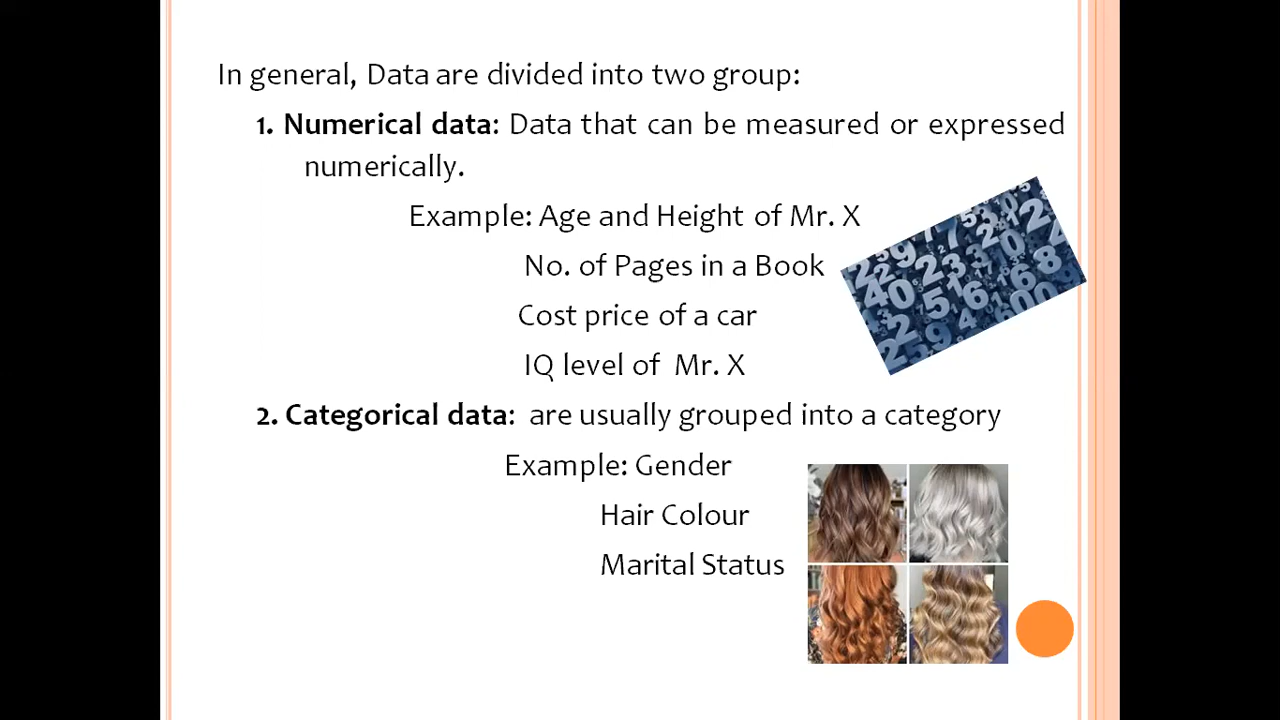 In general, Data are divided into two group:
1. Numerical data: Data that can be measured or expressed
numerically.
Example: Age and Height of Mr. X
No. of Pages in a Book
Cost price of a car
IQ level of Mr. X
2. Categorical data: are usually grouped into a category
Example: Gender
Hair Colour
Marital Status